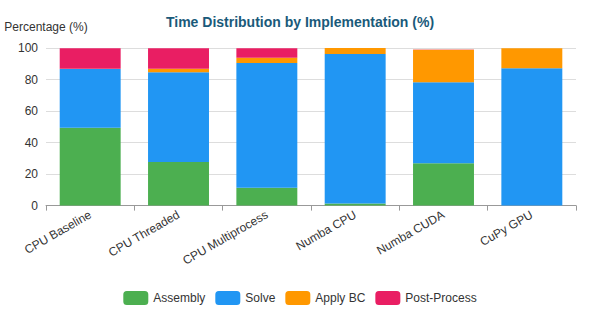 Time Distribution by Implementation (%)
Percentage (%)
100
80
60
40
20
0
CPU Baseline
CPU Threaded
CPU Multiprocess
Numba CPU
Numba CUDA
CuPy GPU
Assembly
Solve
Apply BC
Post-Process